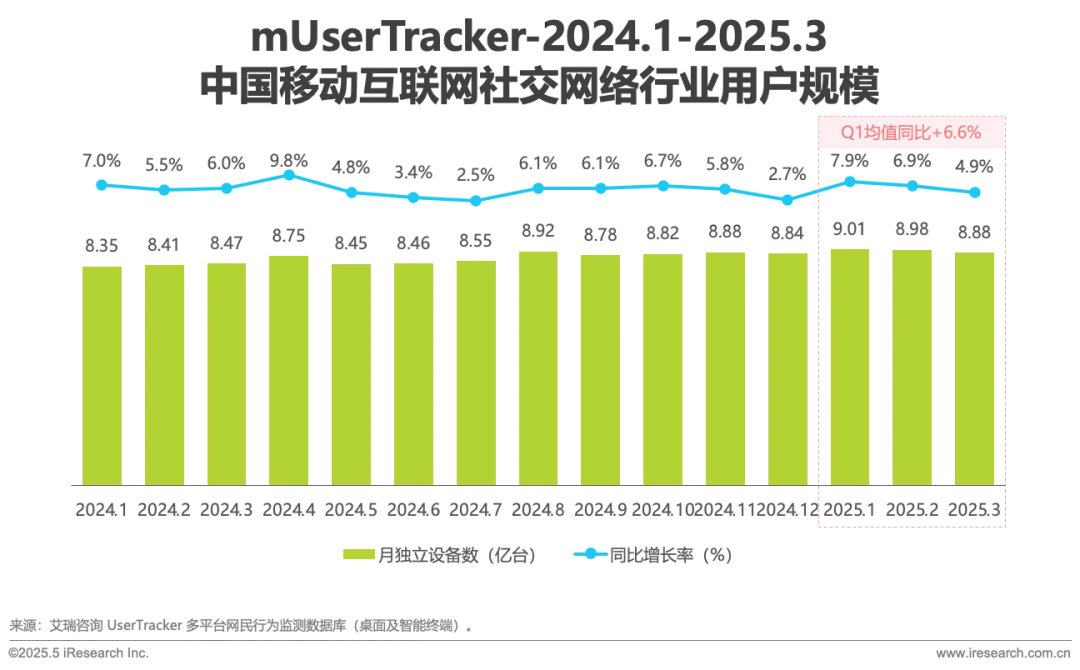 mUserTracker-2024.1-2025.3
中国移动互联网社交网络行业用户规模
Q1均值同比+6.6%
7.0% 5.5% 6.0% 9.8% 4.8% 3.4% 2.5% 6.1% 6.1% 6.7% 5.8% 2.7% 7.9% 6.9% 4.9%
8.35 8.41 8.47 8.75 8.45 8.46 8.55 8.92 8.78 8.82 8.88 8.84 9.01 8.98 8.88
2024.1 2024.2 2024.3 2024.4 2024.5 2024.6 2024.7 2024.8 2024.9 2024.10 2024.11 2024.12 2025.1 2025.2 2025.3
月独立设备数（亿台） 同比增长率（%）
来源：艾瑞咨询 UserTracker 多平台网民行为监测数据库（桌面及智能终端）。
©2025.5 iResearch Inc. www.iresearch.com.cn